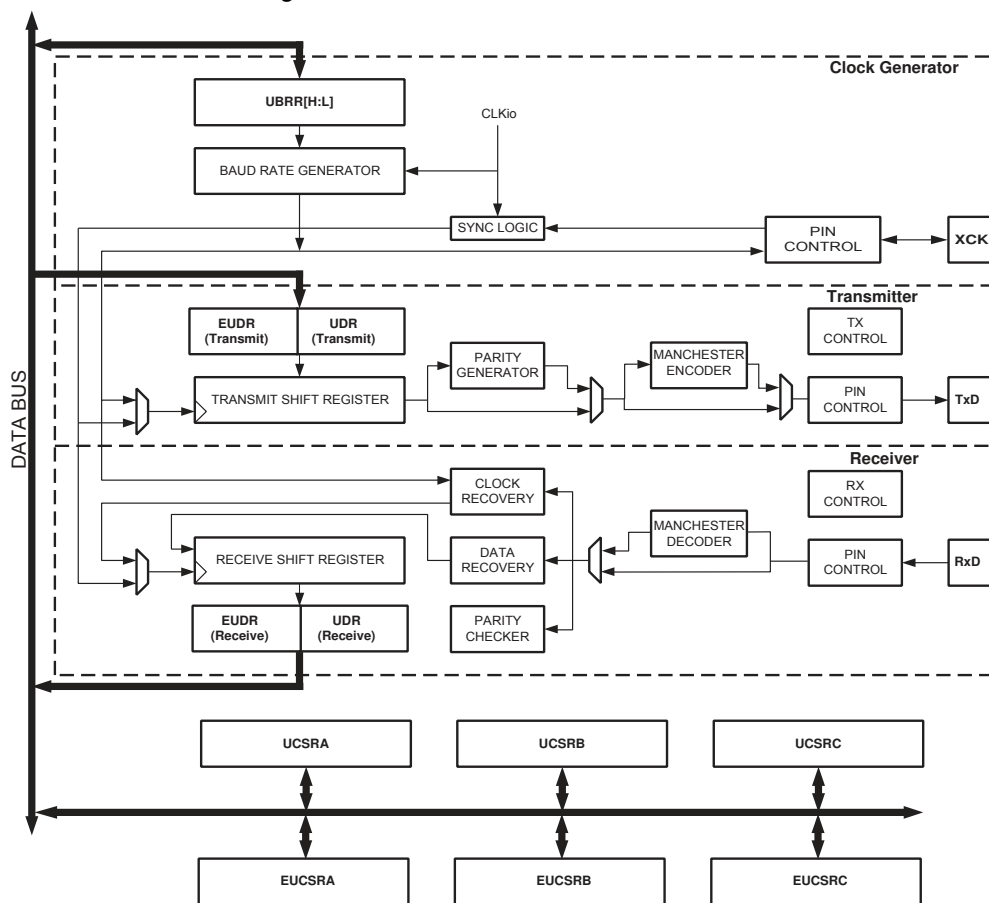 Clock Generator
UBRR[H:L]
CLKio
BAUD RATE GENERATOR
SYNC LOGIC
PIN
CONTROL
XCK
Transmitter
EUDR
(Transmit)
UDR
(Transmit)
TX
CONTROL
PARITY
GENERATOR
MANCHESTER
ENCODER
TRANSMIT SHIFT REGISTER
PIN
CONTROL
TxD
DATA BUS
Receiver
CLOCK
RECOVERY
RX
CONTROL
MANCHESTER
DECODER
RECEIVE SHIFT REGISTER
DATA
RECOVERY
PIN
CONTROL
RxD
EUDR
(Receive)
UDR
(Receive)
PARITY
CHECKER
UCSRA
UCSRB
UCSRC
EUCSRA
EUCSRB
EUCSRC